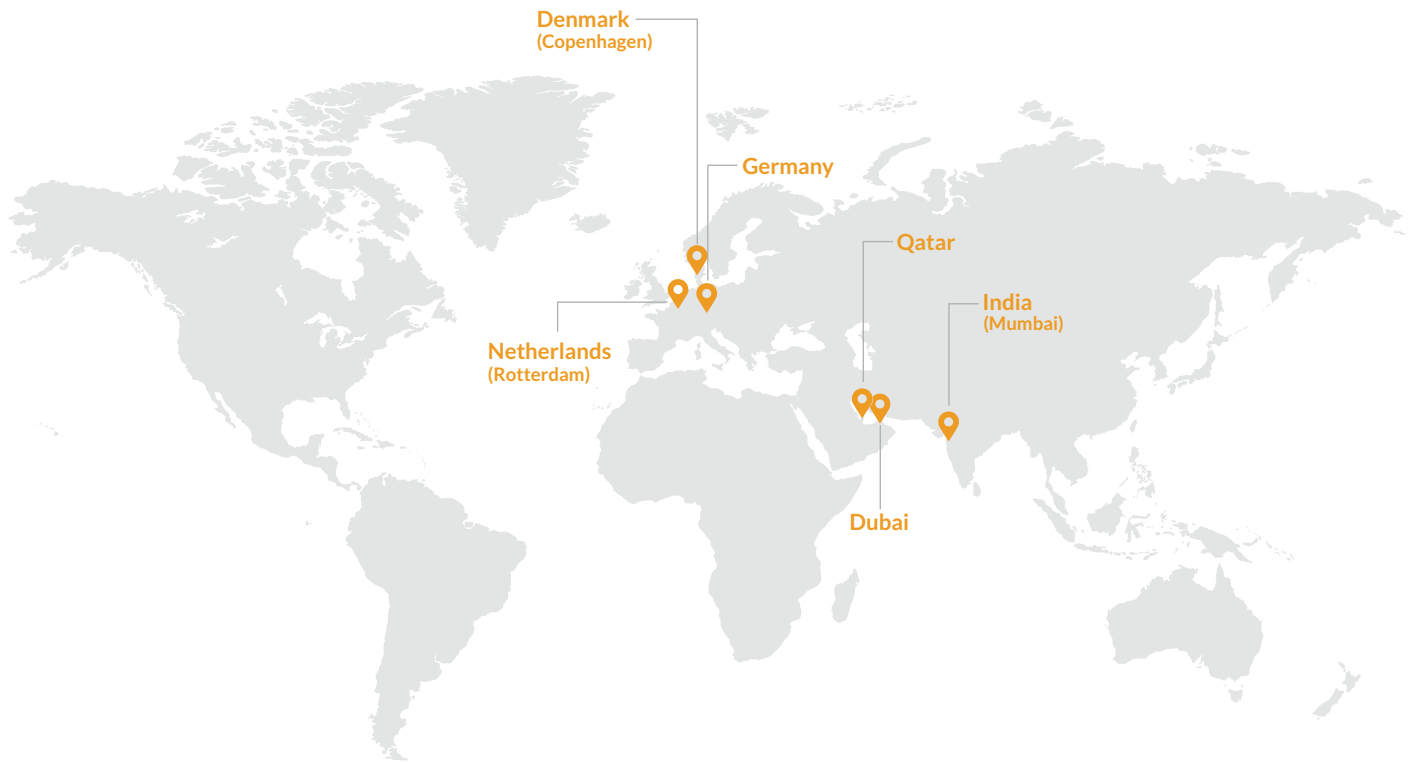 Denmark
(Copenhagen)
Germany
Qatar
India
(Mumbai)
Netherlands
(Rotterdam)
Dubai